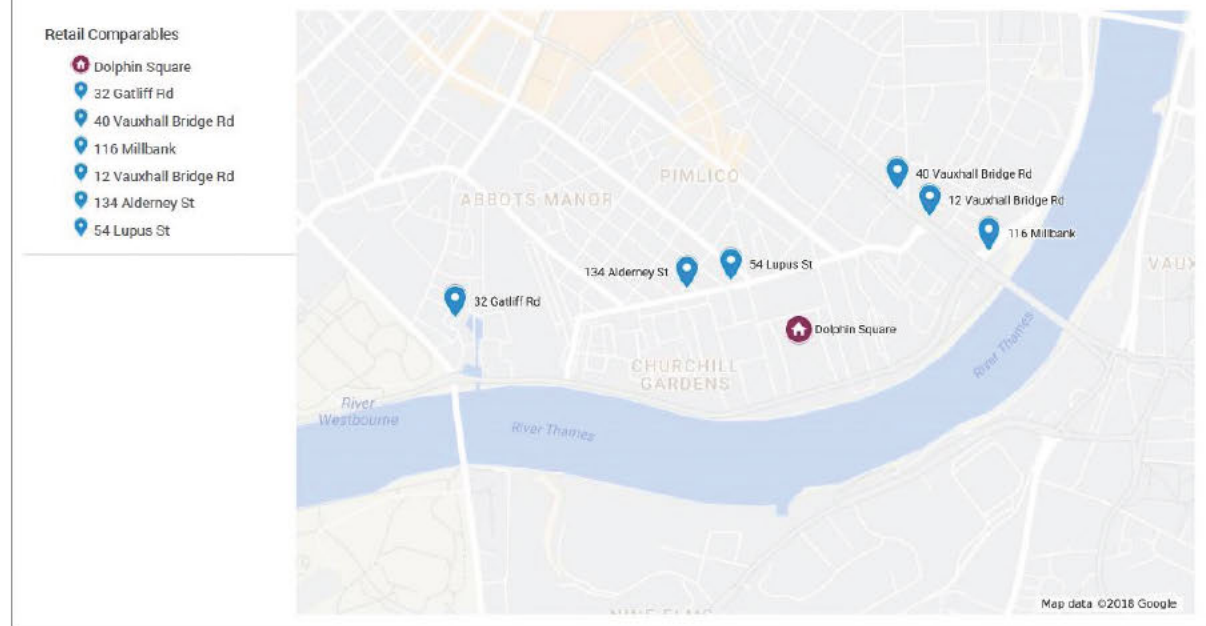 Retail Comparables
Dolphin Square
32 Gatliff Rd
40 Vauxhall Bridge Rd
116 Millbank
12 Vauxhall Bridge Rd
134 Alderney St
54 Lupus St
PIMLICO
40 Vauxhall Bridge Rd
ABBOTS MANOR
12 Vauxhall Bridge Rd
116 Millbank
VAUX
134 Alderney St
54 Lupus St
32 Gatliff Rd
Dolphin Square
CHURCHILL
GARDENS
River Thames
River
Westbourne
River Thames
NINE ELMS
Map data ©2018 Google